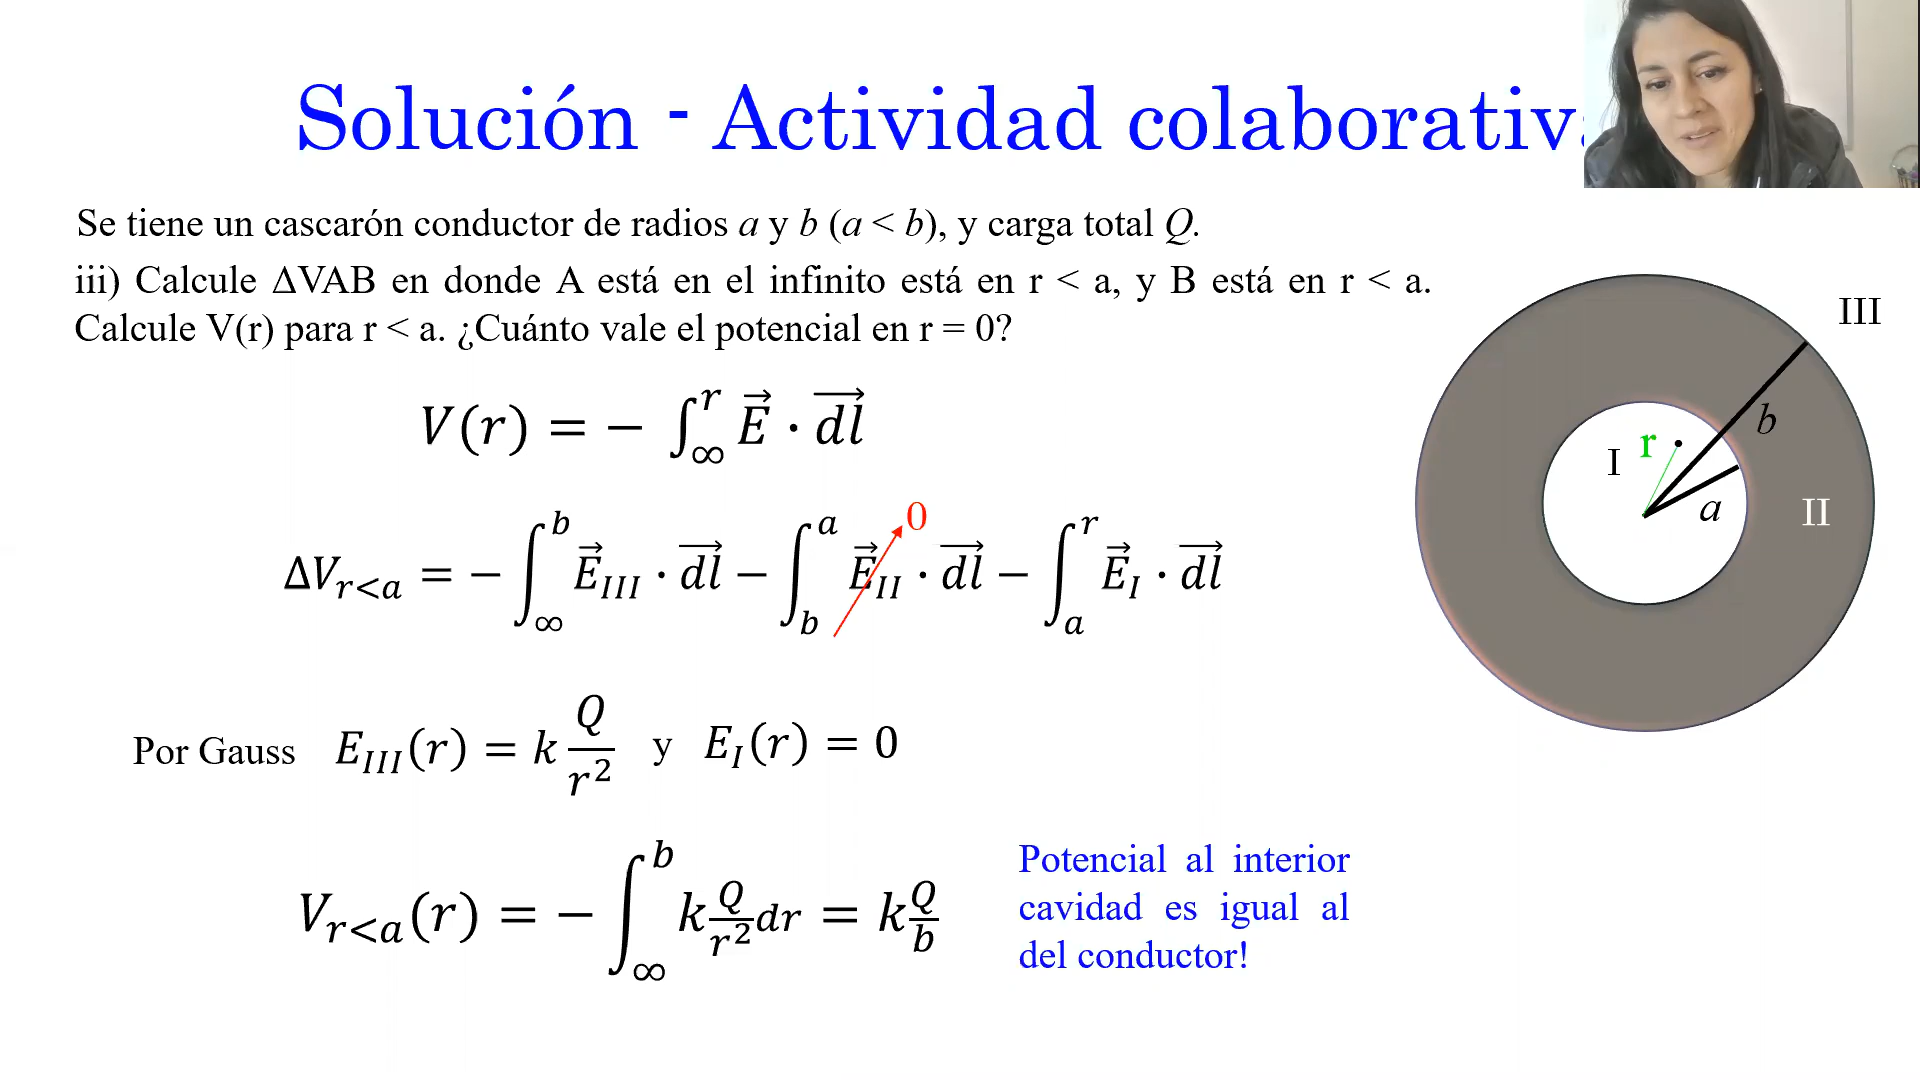 Solución - Actividad colaborativ
Se tiene un cascarón conductor de radios a y b (a < b), y carga total Q.
iii) Calcule ΔVAB en donde A está en el infinito está en r < a, y B está en r < a.
Calcule V(r) para r < a. ¿Cuánto vale el potencial en r = 0?
V(r) = − ∫_∞^r E⃗ · dl⃗
ΔV_{r<a} = − ∫_∞^b E⃗_{III} · dl⃗ − ∫_b^a E⃗_{II} · dl⃗ − ∫_a^r E⃗_I · dl⃗
0
Por Gauss E_{III}(r) = k Q/r² y E_I(r) = 0
V_{r<a}(r) = − ∫_∞^b k Q/r² dr = k Q/b
Potencial al interior
cavidad es igual al
del conductor!
III
b
r
I
a
II